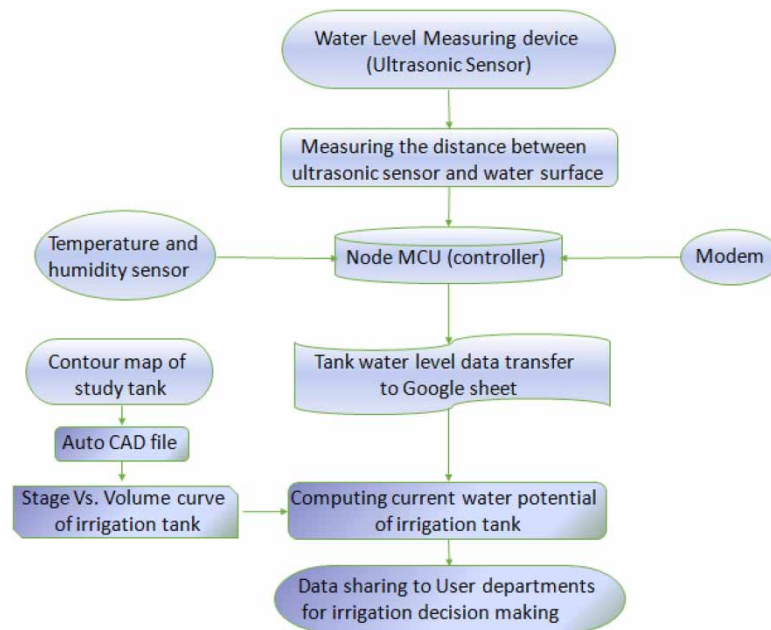 Water Level Measuring device
(Ultrasonic Sensor)
Measuring the distance between
ultrasonic sensor and water surface
Temperature and
humidity sensor
Node MCU (controller)
Modem
Contour map of
study tank
Tank water level data transfer
to Google sheet
Auto CAD file
Stage Vs. Volume curve
of irrigation tank
Computing current water potential
of irrigation tank
Data sharing to User departments
for irrigation decision making